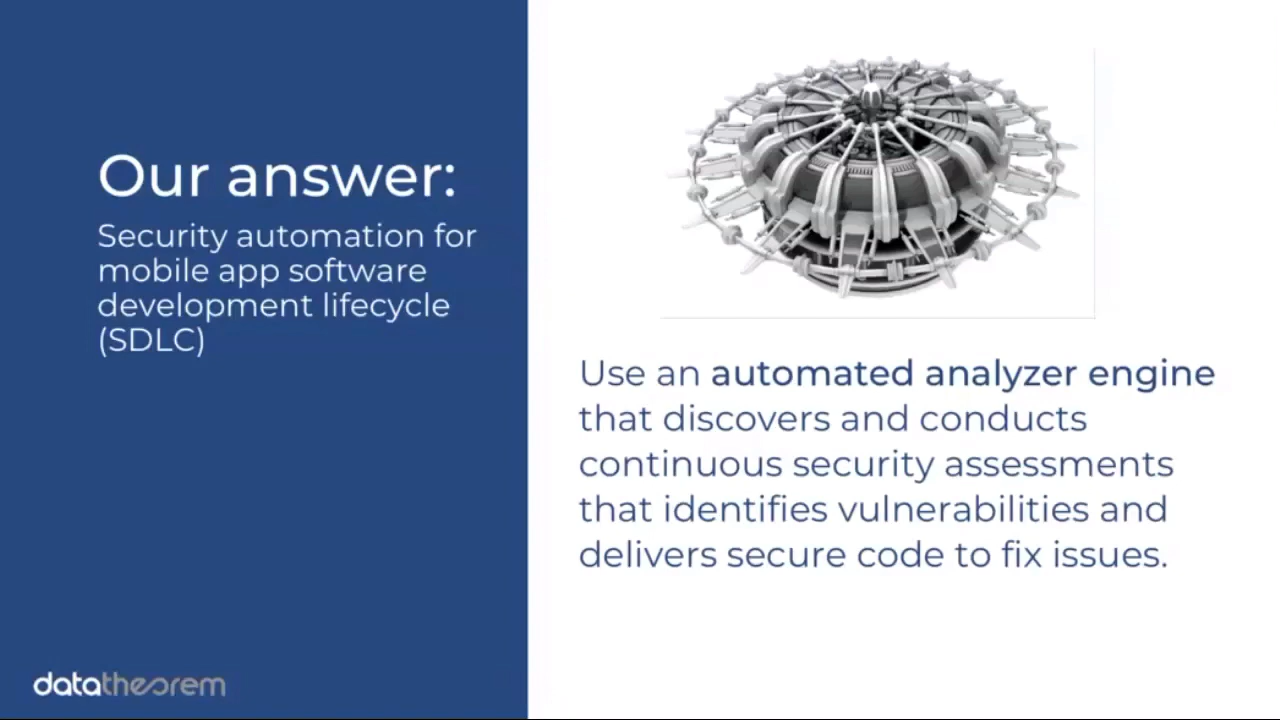 Our answer:
Security automation for
mobile app software
development lifecycle
(SDLC)
Use an automated analyzer engine
that discovers and conducts
continuous security assessments
that identifies vulnerabilities and
delivers secure code to fix issues.
datatheorem